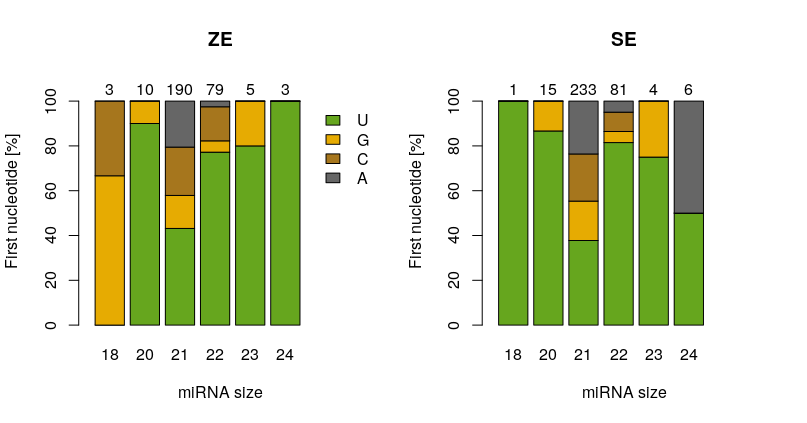 ZE
3 10 190 79 5 3
100
80
60
40
20
0
First nucleotide [%]
18 20 21 22 23 24
miRNA size
U
G
C
A
SE
1 15 233 81 4 6
100
80
60
40
20
0
First nucleotide [%]
18 20 21 22 23 24
miRNA size